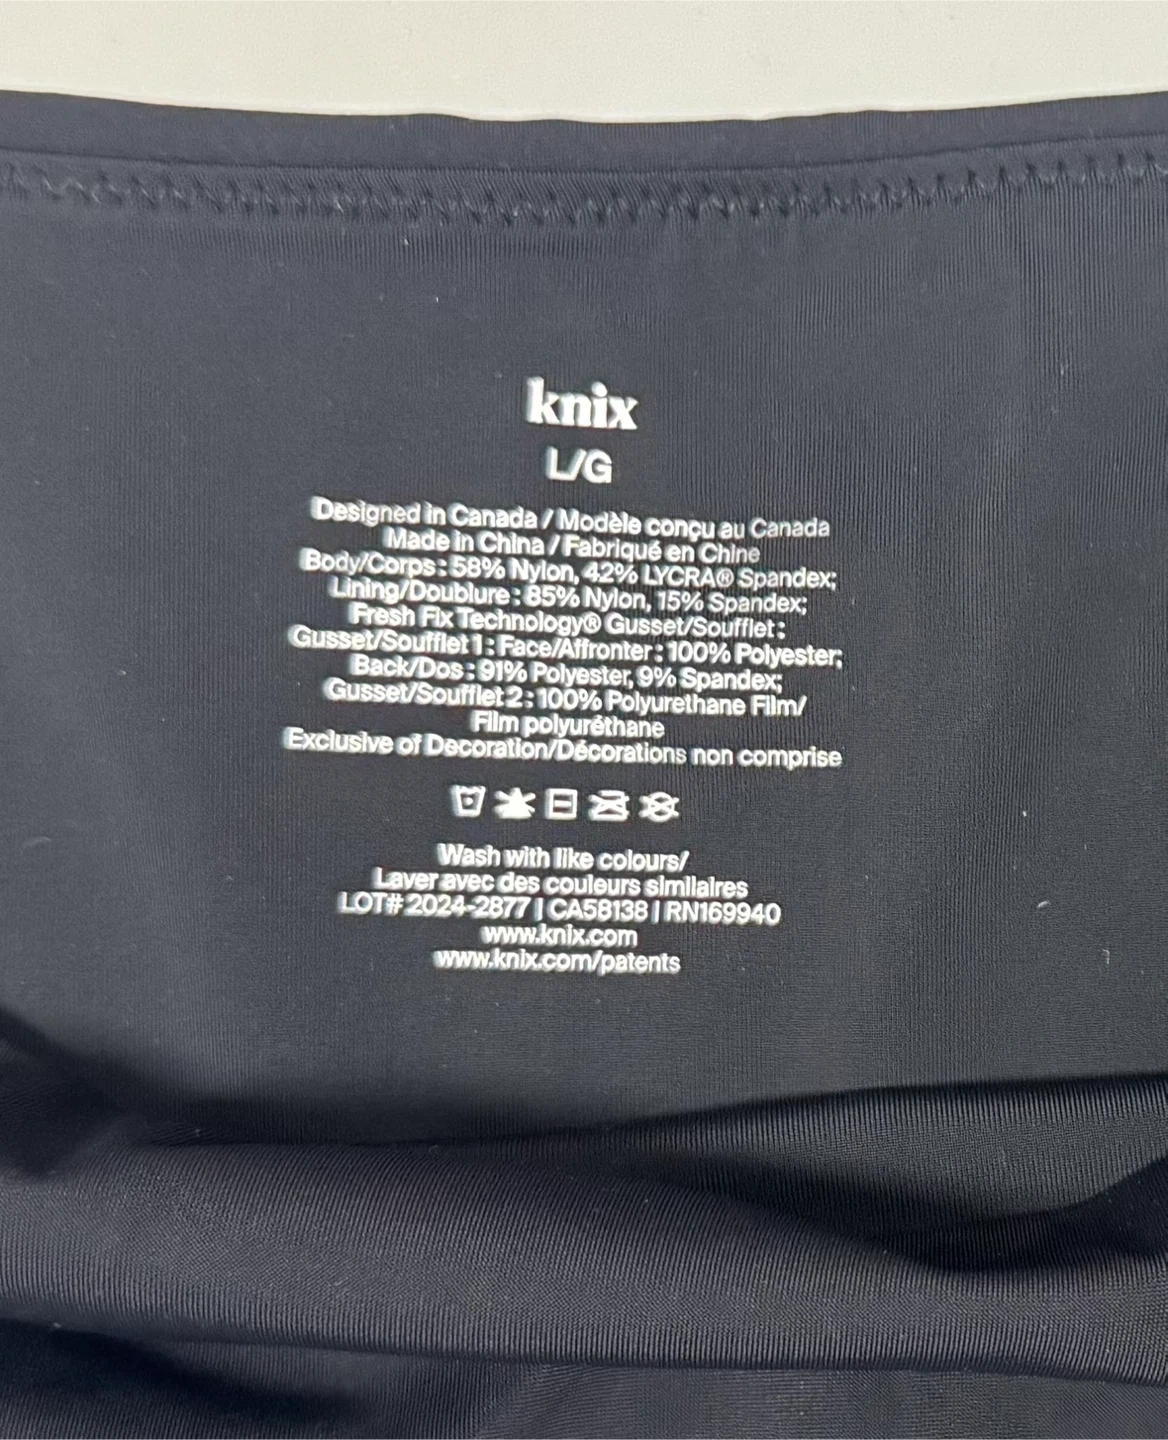 knix
L/G
Designed in Canada / Modèle conçu au Canada
Made in China / Fabriqué en Chine
Body/Corps : 58% Nylon, 42% LYCRA® Spandex;
Lining/Doublure : 85% Nylon, 15% Spandex;
Fresh Fix Technology® Gusset/Soufflet :
Gusset/Soufflet 1 : Face/Affronter : 100% Polyester;
Back/Dos : 91% Polyester, 9% Spandex;
Gusset/Soufflet 2 : 100% Polyurethane Film/
Film polyuréthane
Exclusive of Decoration/Décorations non comprise
Wash with like colours/
Laver avec des couleurs similaires
LOT# 2024-2877 | CA58138 | RN169940
www.knix.com
www.knix.com/patents